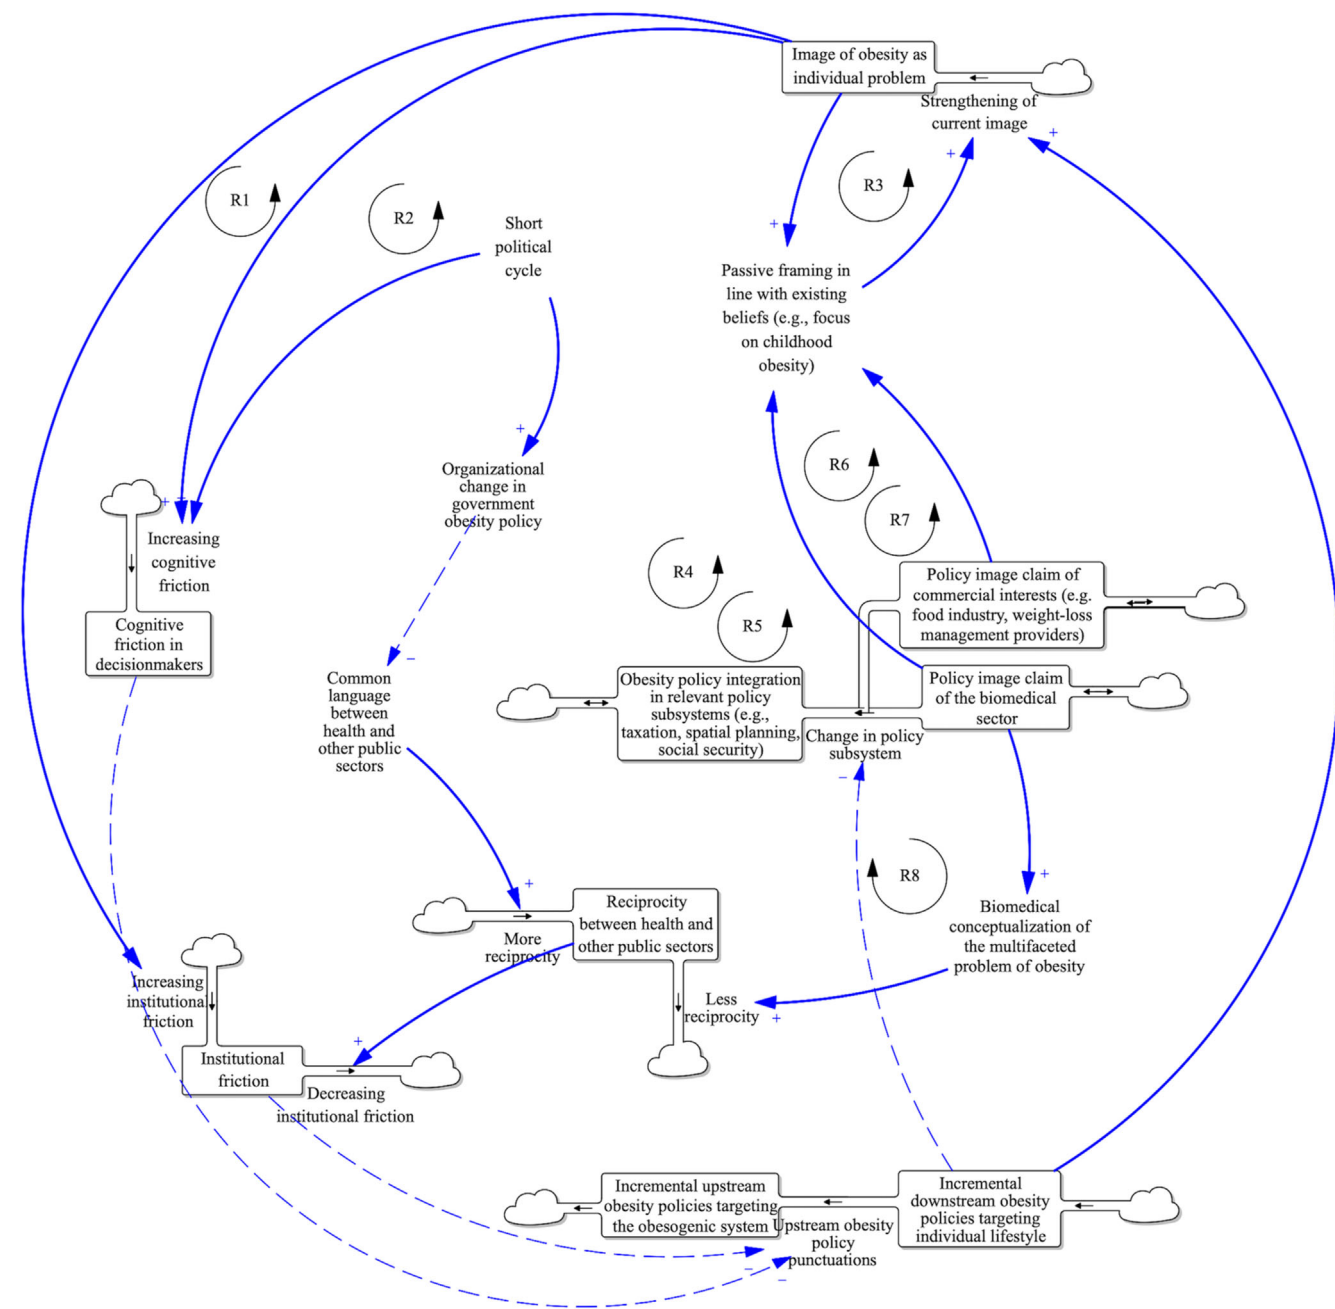 Image of obesity as
individual problem
Strengthening of
current image
+
+
R1
R2
R3
Short
political
cycle
+
Passive framing in
line with existing
beliefs (e.g., focus
on childhood
obesity)
+
Organizational
change in
government
obesity policy
R6
R7
+
Increasing
cognitive
friction
Cognitive
friction in
decisionmakers
R4
R5
Policy image claim of
commercial interests (e.g.
food industry, weight-loss
management providers)
–
Common
language
between
health and
other public
sectors
Obesity policy integration
in relevant policy
subsystems (e.g.,
taxation, spatial planning,
social security)
Policy image claim
of the biomedical
sector
Change in policy
subsystem
–
R8
+
+
Reciprocity
between health and
other public sectors
More
reciprocity
Biomedical
conceptualization of
the multifaceted
problem of obesity
Increasing
institutional
friction
Less
reciprocity
+
+
Institutional
friction
Decreasing
institutional friction
Incremental upstream
obesity policies targeting
the obesogenic system
Upstream obesity
policy
punctuations
Incremental
downstream obesity
policies targeting
individual lifestyle
–
–